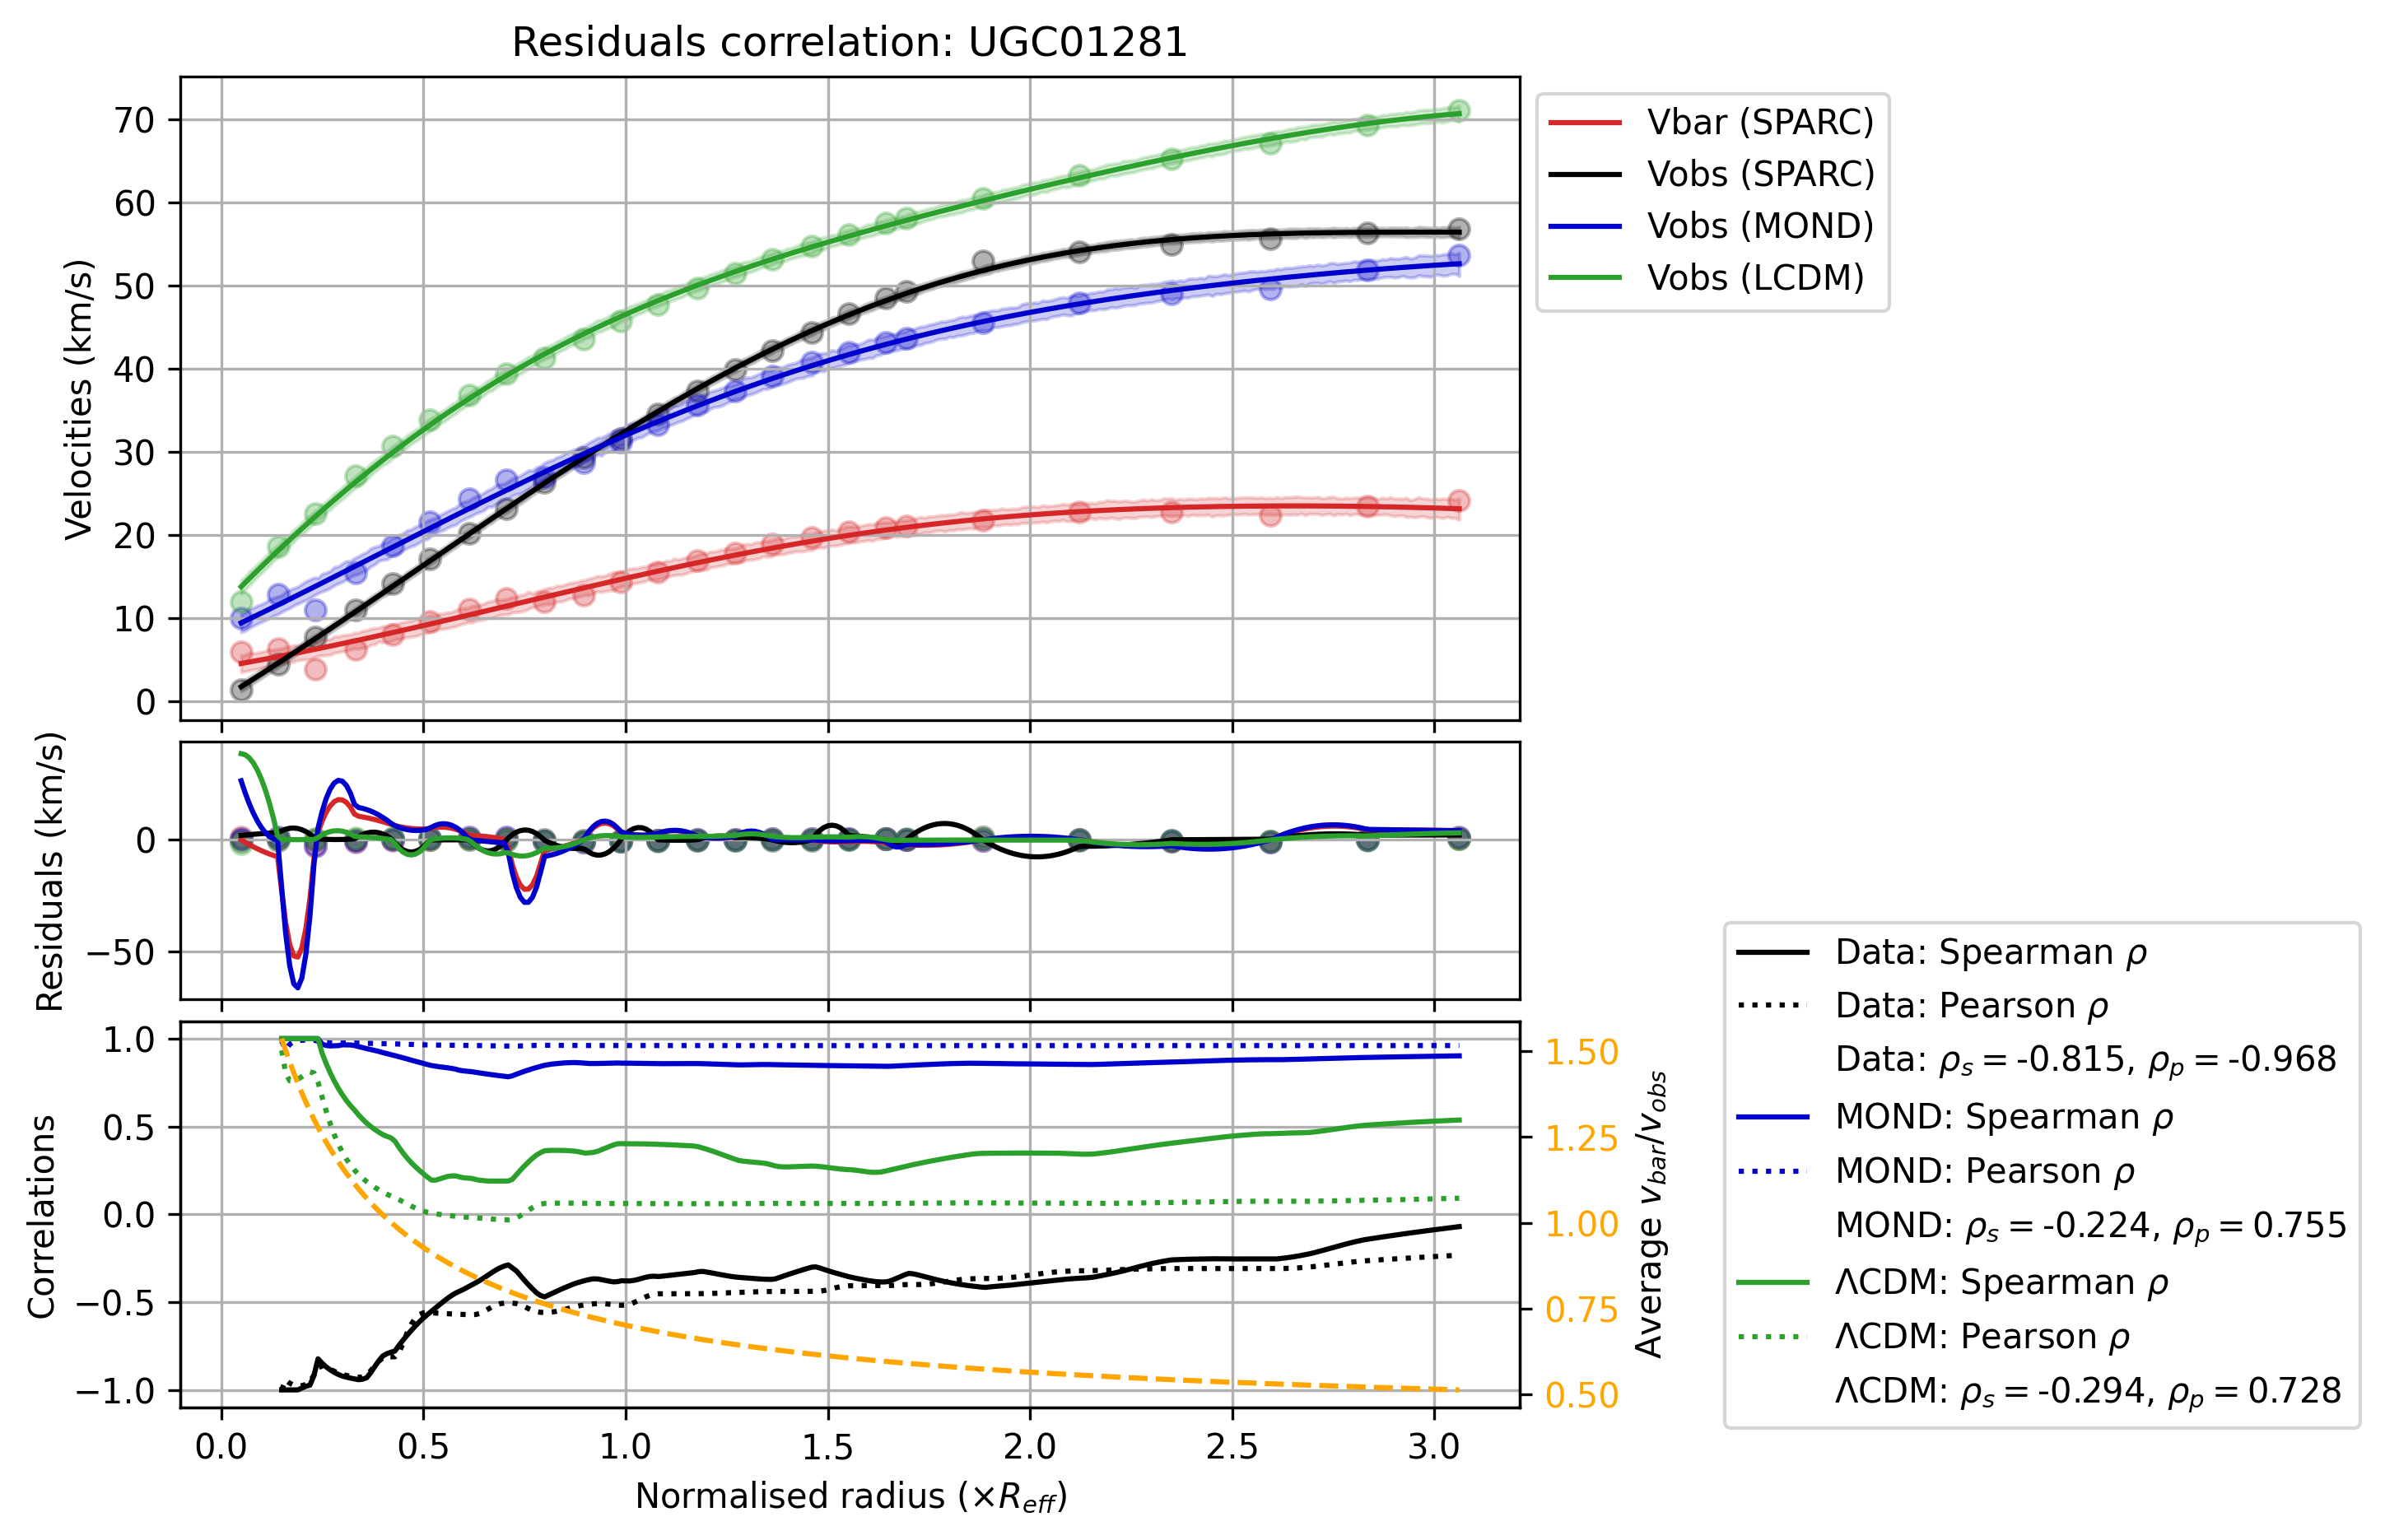 Residuals correlation: UGC01281
Velocities (km/s)
70
60
50
40
30
20
10
0
Vbar (SPARC)
Vobs (SPARC)
Vobs (MOND)
Vobs (LCDM)
Residuals (km/s)
0
−50
Correlations
1.0
0.5
0.0
−0.5
−1.0
1.50
1.25
1.00
0.75
0.50
Average v_bar/v_obs
0.0 0.5 1.0 1.5 2.0 2.5 3.0
Normalised radius (×R_eff)
Data: Spearman ρ
Data: Pearson ρ
Data: ρ_s = -0.815, ρ_p = -0.968
MOND: Spearman ρ
MOND: Pearson ρ
MOND: ρ_s = -0.224, ρ_p = 0.755
ΛCDM: Spearman ρ
ΛCDM: Pearson ρ
ΛCDM: ρ_s = -0.294, ρ_p = 0.728